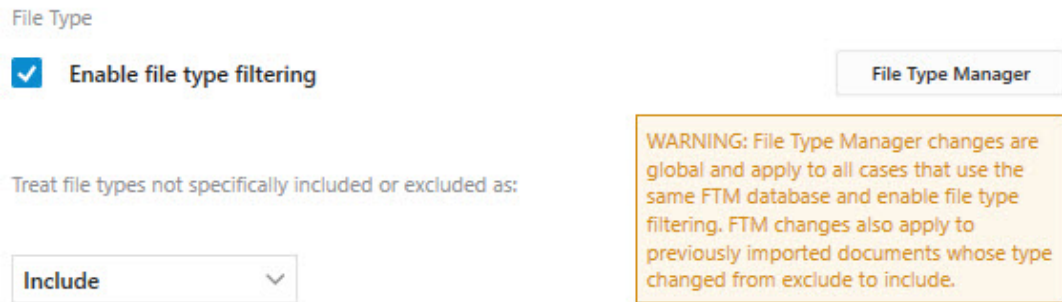 File Type
Enable file type filtering
File Type Manager
WARNING: File Type Manager changes are
global and apply to all cases that use the
same FTM database and enable file type
filtering. FTM changes also apply to
previously imported documents whose type
changed from exclude to include.
Treat file types not specifically included or excluded as:
Include